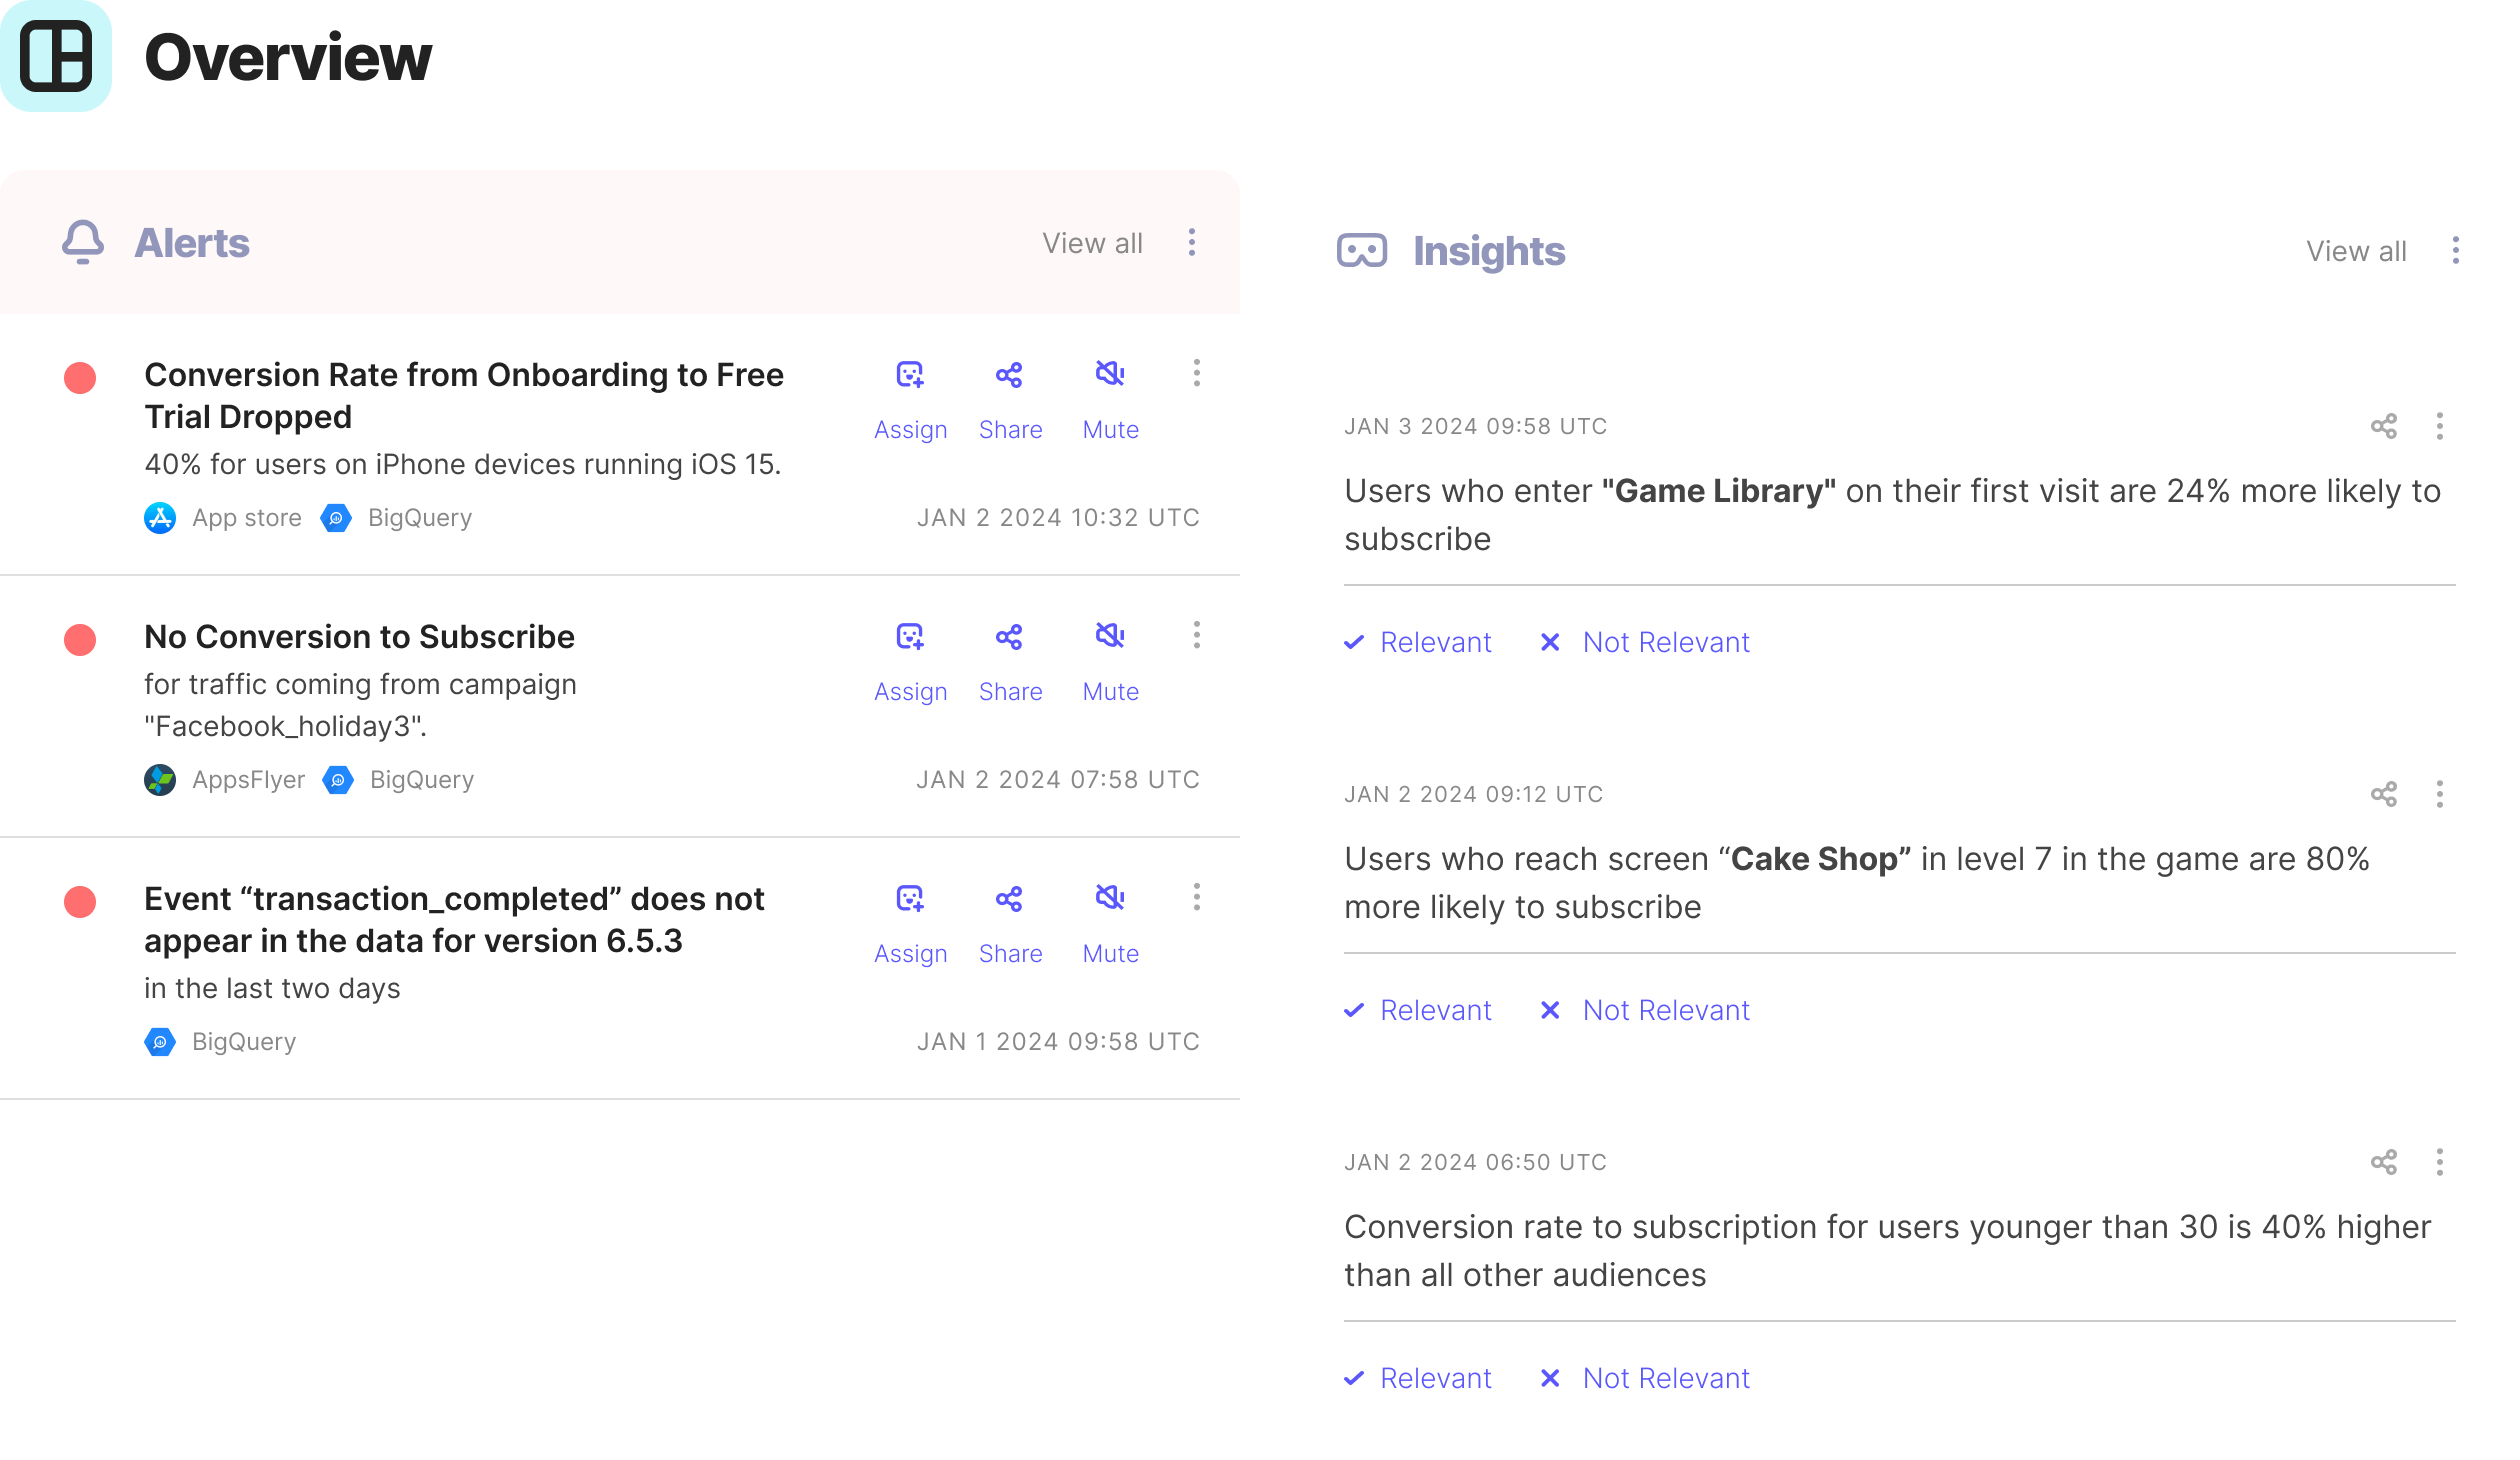 Overview
Alerts
View all
Conversion Rate from Onboarding to Free
Trial Dropped
40% for users on iPhone devices running iOS 15.
Assign
Share
Mute
App store
BigQuery
JAN 2 2024 10:32 UTC
No Conversion to Subscribe
for traffic coming from campaign
"Facebook_holiday3".
Assign
Share
Mute
AppsFlyer
BigQuery
JAN 2 2024 07:58 UTC
Event “transaction_completed” does not
appear in the data for version 6.5.3
in the last two days
Assign
Share
Mute
BigQuery
JAN 1 2024 09:58 UTC
Insights
View all
JAN 3 2024 09:58 UTC
Users who enter "Game Library" on their first visit are 24% more likely to
subscribe
Relevant
Not Relevant
JAN 2 2024 09:12 UTC
Users who reach screen “Cake Shop” in level 7 in the game are 80%
more likely to subscribe
Relevant
Not Relevant
JAN 2 2024 06:50 UTC
Conversion rate to subscription for users younger than 30 is 40% higher
than all other audiences
Relevant
Not Relevant